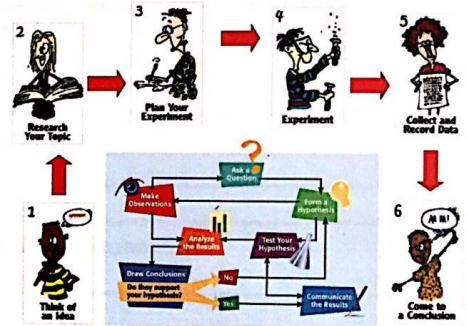 2
Research
Your Topic
3
Plan Your
Experiment
4
Experiment
5
Collect and
Record Data
1
Think of
an Idea
6
Come to
a Conclusion
?
Ask a
Question
Make
Observations
Form a
Hypothesis
Analyze
the Results
Test Your
Hypothesis
Draw Conclusions
Do they support
your hypothesis?
No
Yes
Communicate
the Results